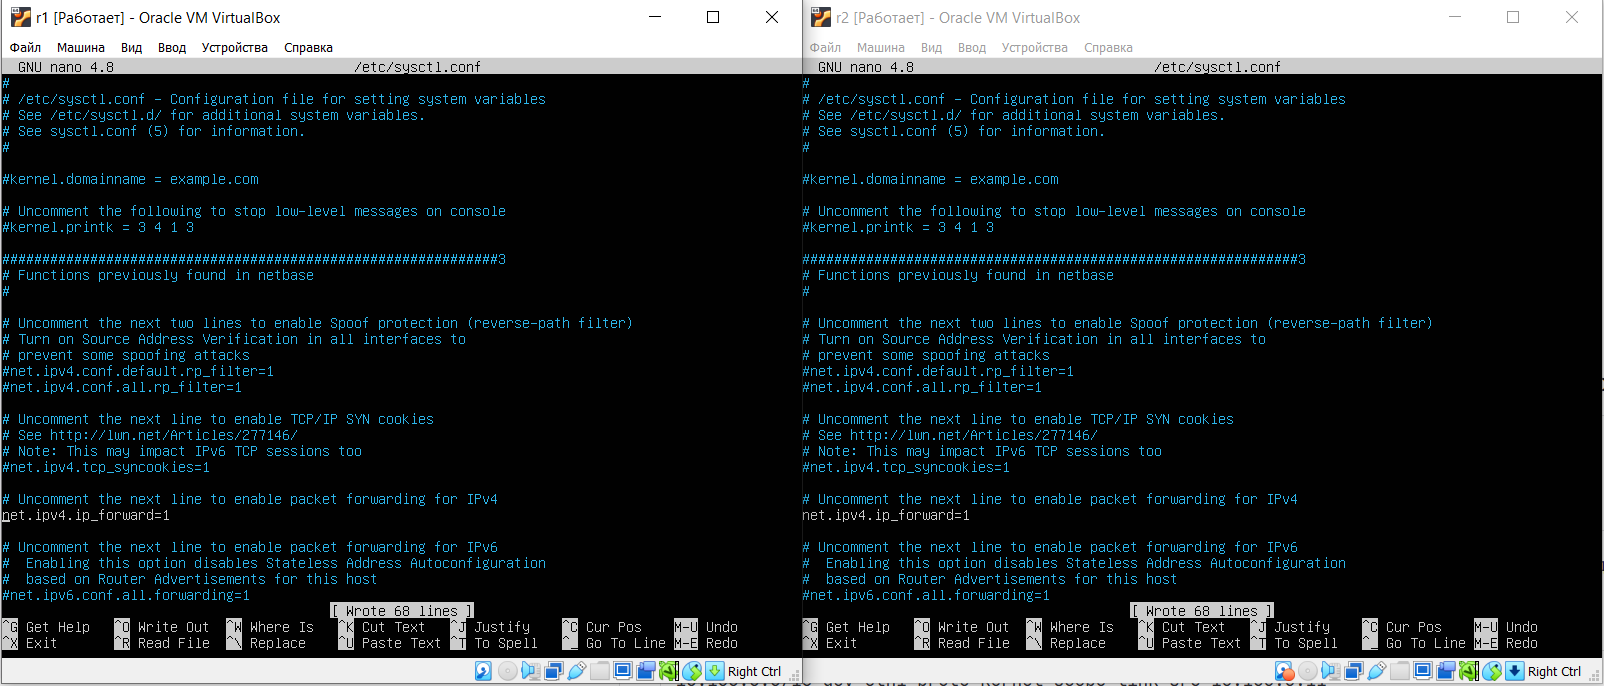 r1 [Работает] - Oracle VM VirtualBox
Файл Машина Вид Ввод Устройства Справка
GNU nano 4.8 /etc/sysctl.conf
#
# /etc/sysctl.conf - Configuration file for setting system variables
# See /etc/sysctl.d/ for additional system variables.
# See sysctl.conf (5) for information.
#
#kernel.domainname = example.com
# Uncomment the following to stop low-level messages on console
#kernel.printk = 3 4 1 3
##############################################################3
# Functions previously found in netbase
#
# Uncomment the next two lines to enable Spoof protection (reverse-path filter)
# Turn on Source Address Verification in all interfaces to
# prevent some spoofing attacks
#net.ipv4.conf.default.rp_filter=1
#net.ipv4.conf.all.rp_filter=1
# Uncomment the next line to enable TCP/IP SYN cookies
# See http://lwn.net/Articles/277146/
# Note: This may impact IPv6 TCP sessions too
#net.ipv4.tcp_syncookies=1
# Uncomment the next line to enable packet forwarding for IPv4
net.ipv4.ip_forward=1
# Uncomment the next line to enable packet forwarding for IPv6
#  Enabling this option disables Stateless Address Autoconfiguration
#  based on Router Advertisements for this host
#net.ipv6.conf.all.forwarding=1
[ Wrote 68 lines ]
^G Get Help ^O Write Out ^W Where Is ^K Cut Text ^J Justify ^C Cur Pos M-U Undo
^X Exit ^R Read File ^\ Replace ^U Paste Text ^T To Spell ^_ Go To Line M-E Redo
Right Ctrl
r2 [Работает] - Oracle VM VirtualBox
Файл Машина Вид Ввод Устройства Справка
GNU nano 4.8 /etc/sysctl.conf
#
# /etc/sysctl.conf - Configuration file for setting system variables
# See /etc/sysctl.d/ for additional system variables.
# See sysctl.conf (5) for information.
#
#kernel.domainname = example.com
# Uncomment the following to stop low-level messages on console
#kernel.printk = 3 4 1 3
##############################################################3
# Functions previously found in netbase
#
# Uncomment the next two lines to enable Spoof protection (reverse-path filter)
# Turn on Source Address Verification in all interfaces to
# prevent some spoofing attacks
#net.ipv4.conf.default.rp_filter=1
#net.ipv4.conf.all.rp_filter=1
# Uncomment the next line to enable TCP/IP SYN cookies
# See http://lwn.net/Articles/277146/
# Note: This may impact IPv6 TCP sessions too
#net.ipv4.tcp_syncookies=1
# Uncomment the next line to enable packet forwarding for IPv4
net.ipv4.ip_forward=1
# Uncomment the next line to enable packet forwarding for IPv6
#  Enabling this option disables Stateless Address Autoconfiguration
#  based on Router Advertisements for this host
#net.ipv6.conf.all.forwarding=1
[ Wrote 68 lines ]
^G Get Help ^O Write Out ^W Where Is ^K Cut Text ^J Justify ^C Cur Pos M-U Undo
^X Exit ^R Read File ^\ Replace ^U Paste Text ^T To Spell ^_ Go To Line M-E Redo
Right Ctrl